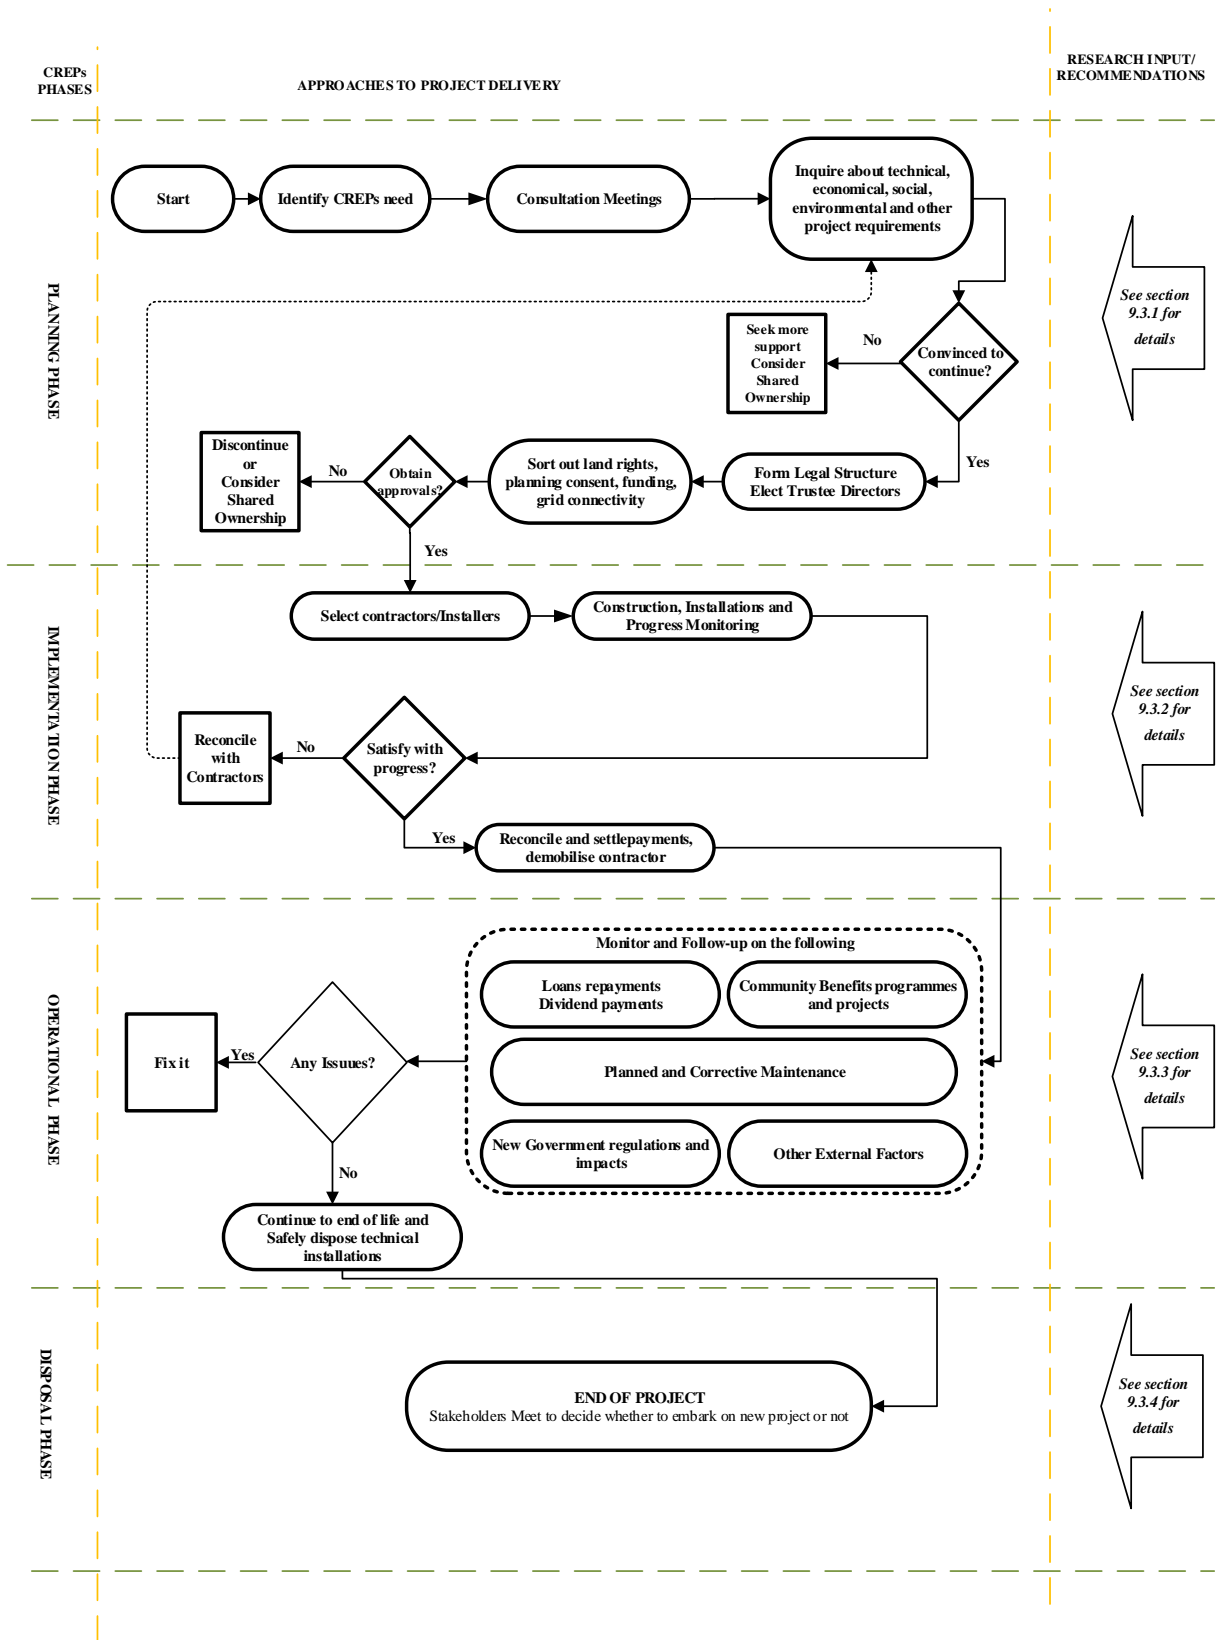 CREPs
PHASES
APPROACHES TO PROJECT DELIVERY
RESEARCH INPUT/
RECOMMENDATIONS
PLANNING PHASE
Start
Identify CREPs need
Consultation Meetings
Inquire about technical,
economical, social,
environmental and other
project requirements
See section
9.3.1 for
details
Convinced to
continue?
No
Seek more
support
Consider
Shared
Ownership
Yes
Form Legal Structure
Elect Trustee Directors
Sort out land rights,
planning consent, funding,
grid connectivity
Obtain
approvals?
No
Discontinue
or
Consider
Shared
Ownership
Yes
IMPLEMENTATION PHASE
Select contractors/Installers
Construction, Installations and
Progress Monitoring
See section
9.3.2 for
details
Satisfy with
progress?
No
Reconcile
with
Contractors
Yes
Reconcile and settlepayments,
demobilise contractor
OPERATIONAL PHASE
Monitor and Follow-up on the following
Loans repayments
Dividend payments
Community Benefits programmes
and projects
Planned and Corrective Maintenance
New Government regulations and
impacts
Other External Factors
See section
9.3.3 for
details
Any Issuues?
Yes
Fix it
No
Continue to end of life and
Safely dispose technical
installations
DISPOSAL PHASE
END OF PROJECT
Stakeholders Meet to decide whether to embark on new project or not
See section
9.3.4 for
details